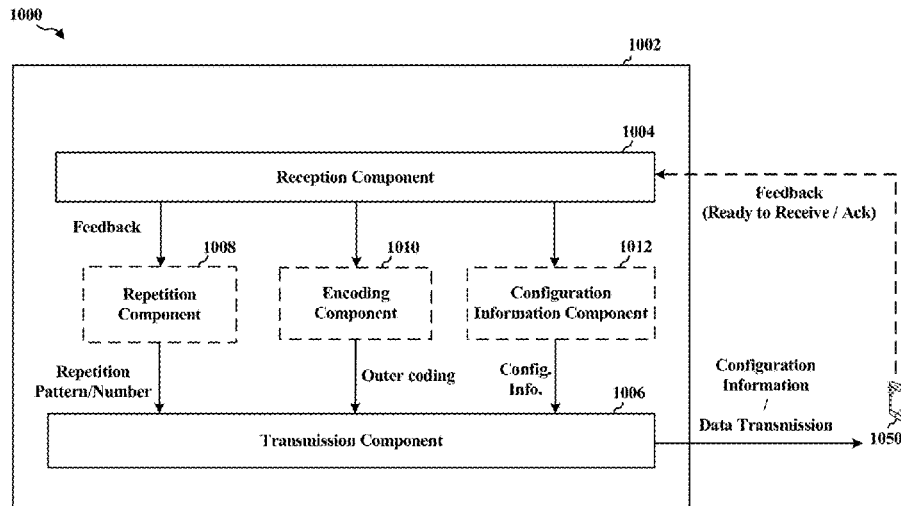 1000
1002
1004
Reception Component
Feedback
(Ready to Receive / Ack)
Feedback
1008
1010
1012
Repetition
Component
Encoding
Component
Configuration
Information Component
Repetition
Pattern/Number
Outer coding
Config.
Info.
1006
Transmission Component
Configuration
Information
/
Data Transmission
1050